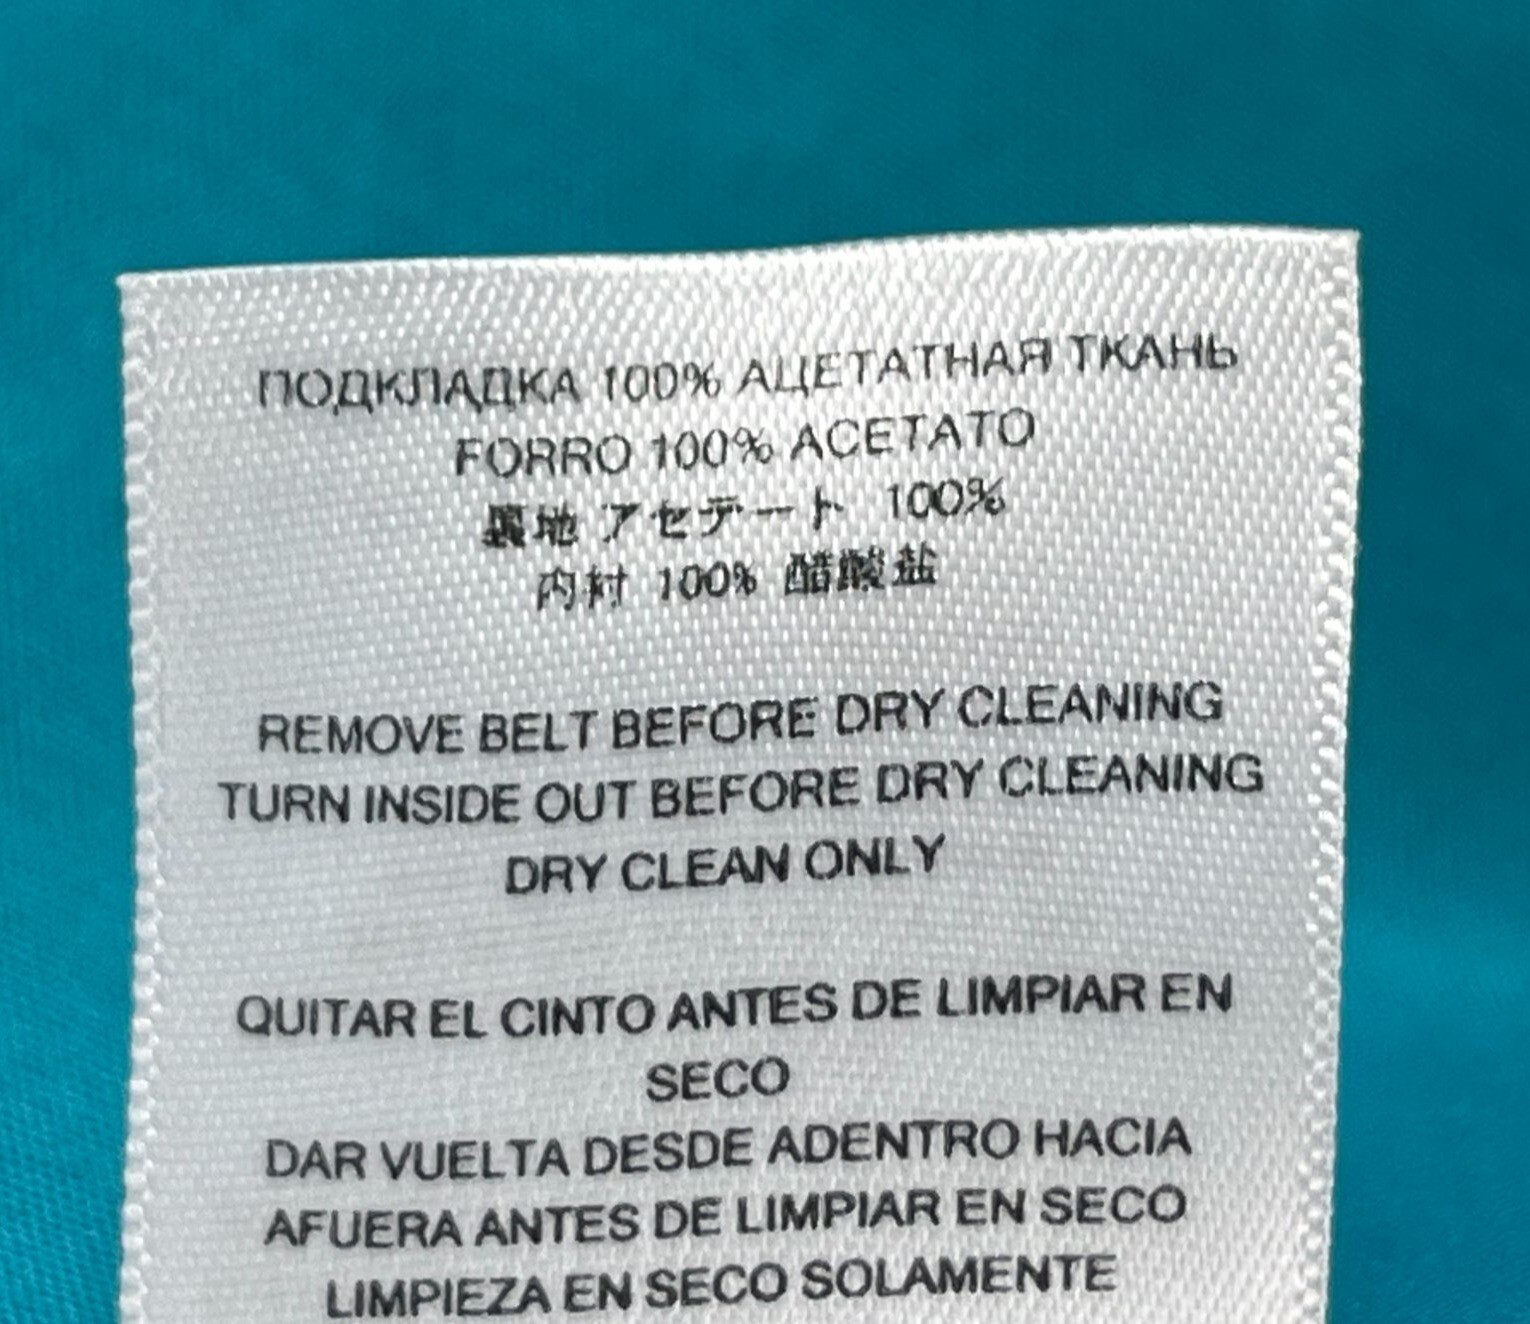 ПОДКЛАДКА 100% АЦЕТАТНАЯ ТКАНЬ
FORRO 100% ACETATO
裏地 アセテート 100%
内衬 100% 醋酸盐
REMOVE BELT BEFORE DRY CLEANING
TURN INSIDE OUT BEFORE DRY CLEANING
DRY CLEAN ONLY
QUITAR EL CINTO ANTES DE LIMPIAR EN
SECO
DAR VUELTA DESDE ADENTRO HACIA
AFUERA ANTES DE LIMPIAR EN SECO
LIMPIEZA EN SECO SOLAMENTE